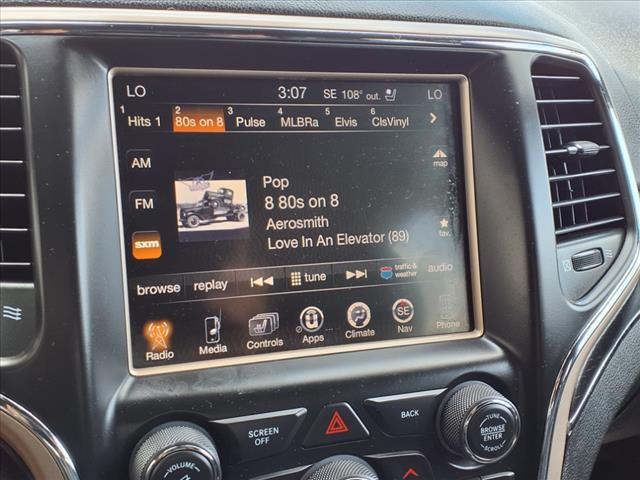 LO 3:07 SE 108° out. LO
1 2 3 4 5 6
Hits 1 80s on 8 Pulse MLBRa Elvis ClsVinyl
AM
map
FM
Pop
8 80s on 8
Aerosmith
Love In An Elevator (89)
fav.
sxm
browse replay tune traffic & weather audio
Radio Media Controls Apps Climate SE Nav Phone
SCREEN OFF
BACK
TUNE
SCROLL
BROWSE
ENTER
VOLUME